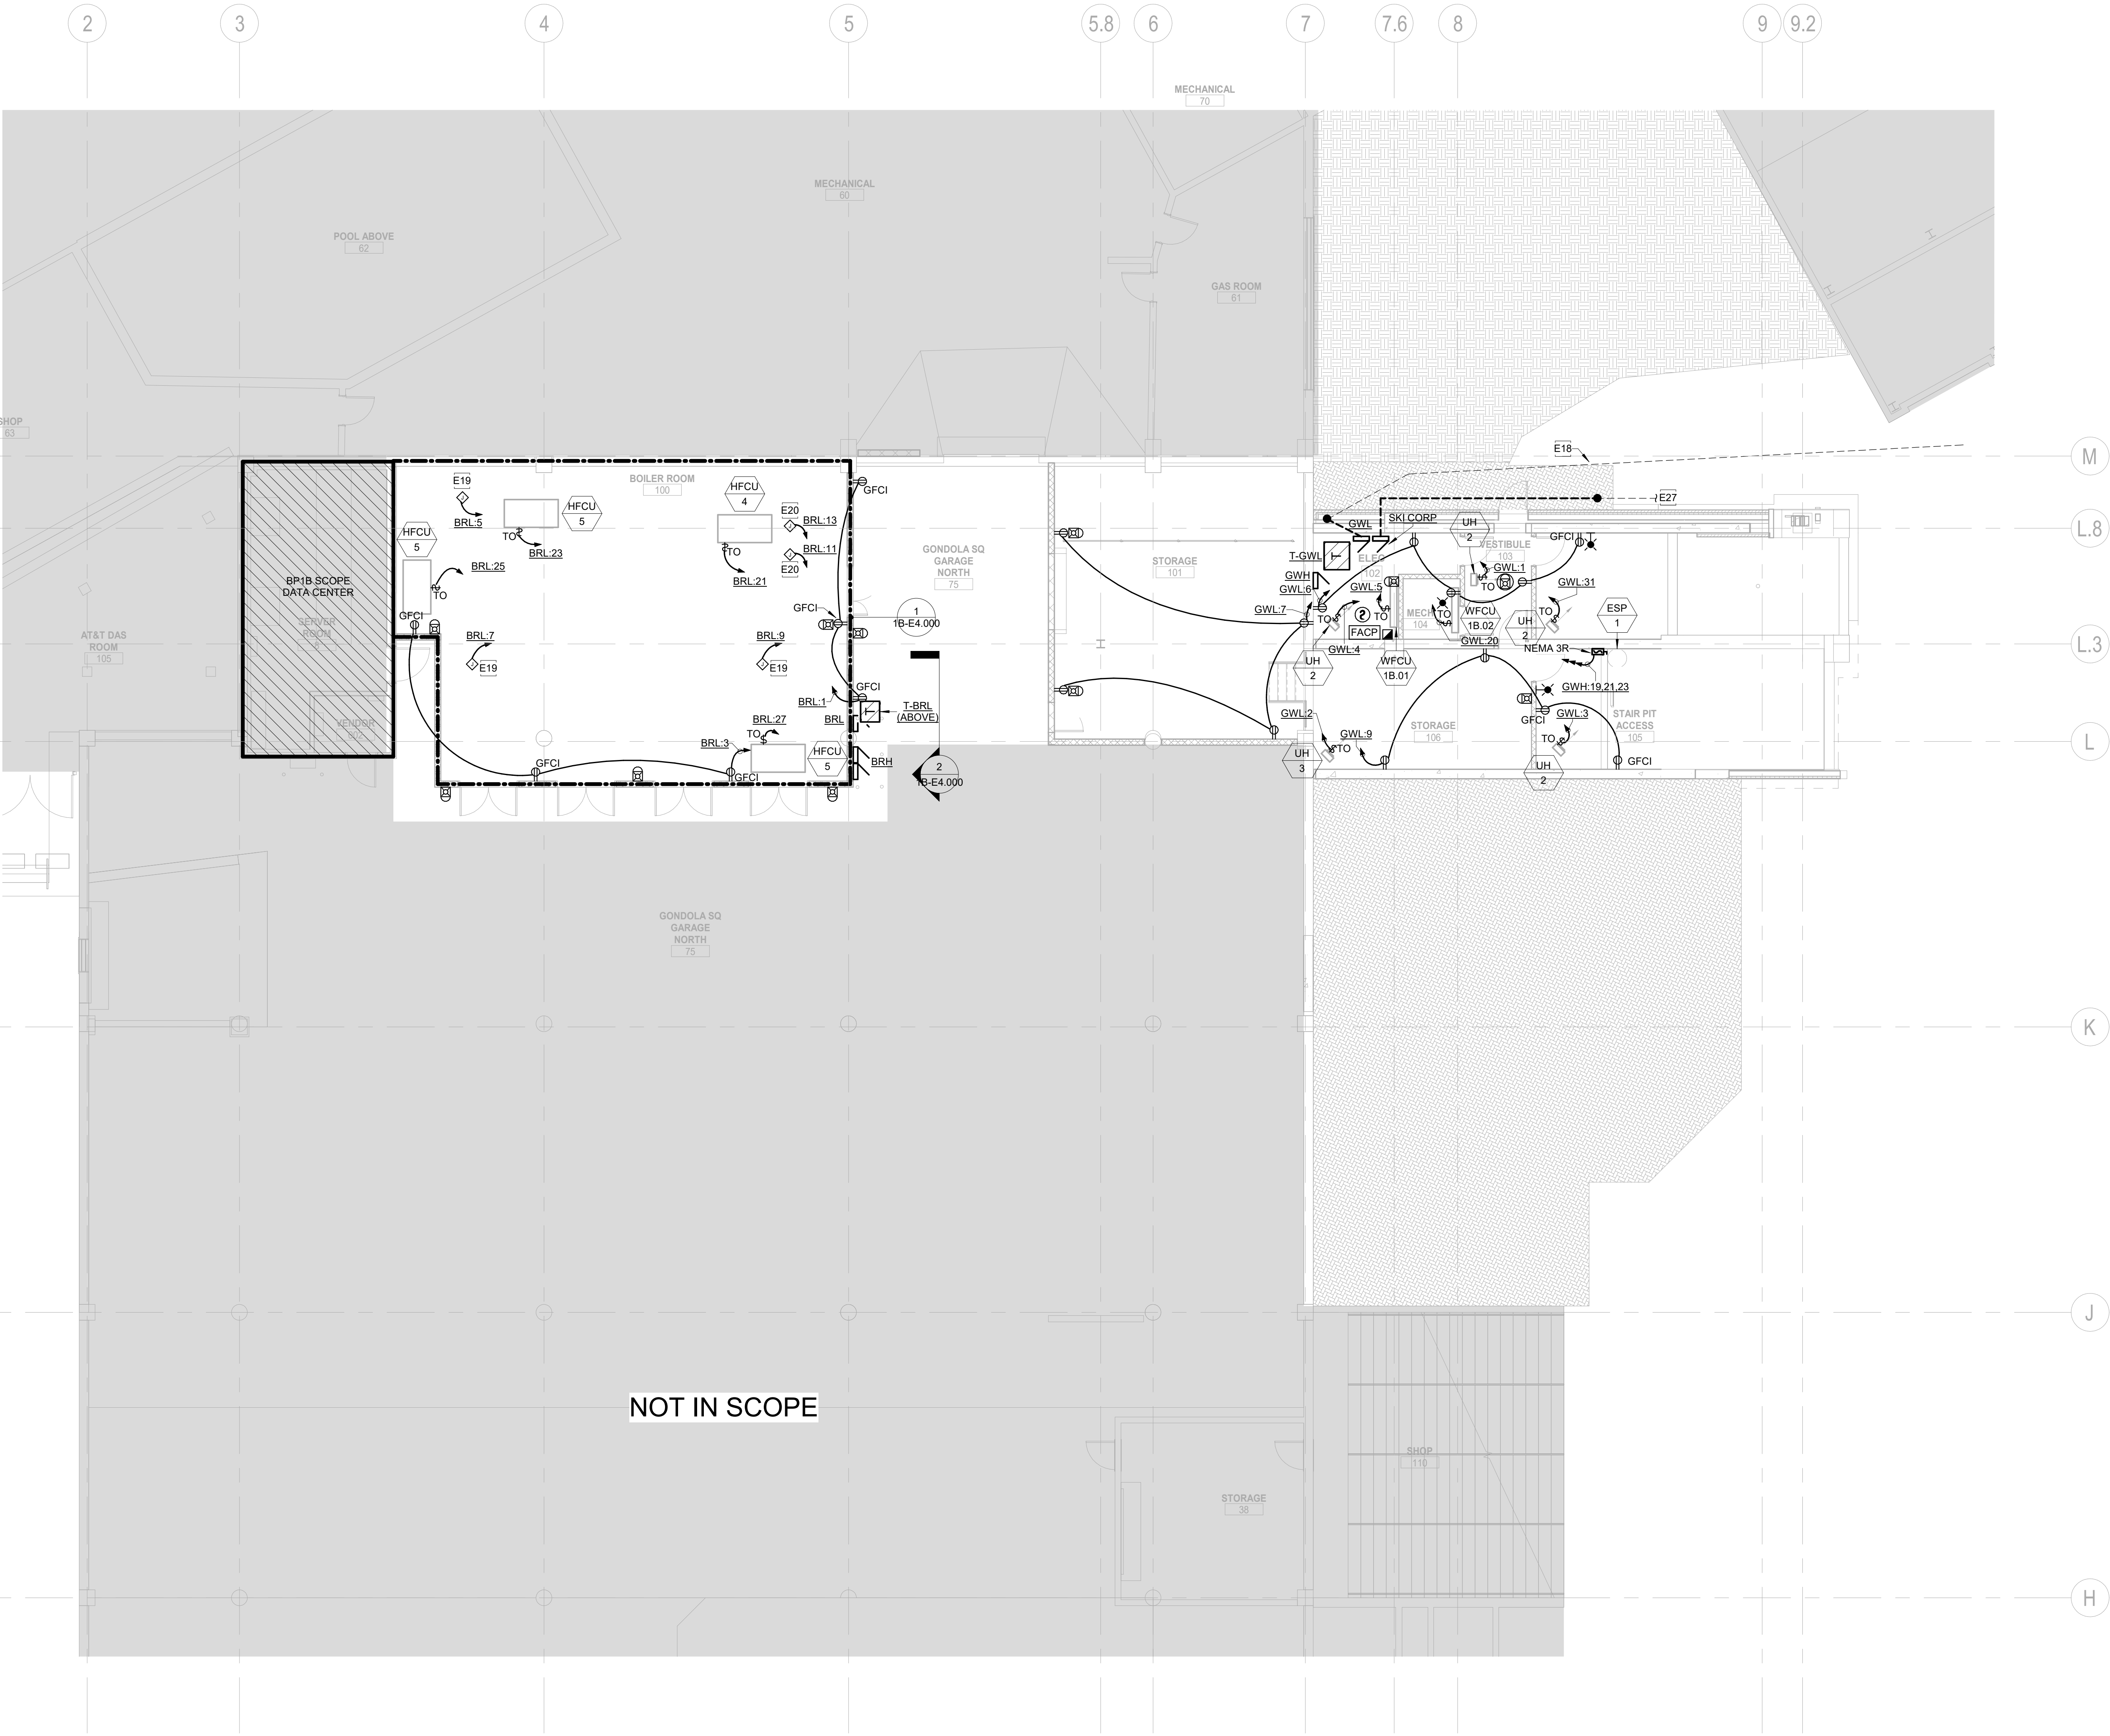 2
3
4
5
5.8
6
7
7.6
8
9
9.2
MECHANICAL
70
MECHANICAL
60
POOL ABOVE
62
GAS ROOM
61
SHOP
63
M
L.8
L.3
L
K
J
H
E18
E27
BOILER ROOM
100
E19
BRL:5
HFCU
5
TO
BRL:23
HFCU
4
TO
BRL:21
E20
BRL:13
BRL:11
E20
GFCI
HFCU
5
BRL:25
TO
GFCI
BP1B SCOPE
DATA CENTER
SERVER
ROOM
8
AT&T DAS
ROOM
105
VENDOR
BRL:7
E19
BRL:9
E19
GFCI
1
1B-E4.000
GFCI
BRL:1
BRL
T-BRL
(ABOVE)
BRL:27
TO
BRL:3
HFCU
5
BRH
GFCI
GFCI
2
1B-E4.000
GONDOLA SQ
GARAGE
NORTH
75
STORAGE
101
GWL
SKI CORP
T-GWL
ELEC
102
GWH
GWL:6
GWL:5
GWL:7
TO
TO
?
FACP
GWL:4
UH
2
WFCU
1B.01
MECH
104
TO
WFCU
1B.02
GWL:20
UH
2
VESTIBULE
103
GWL:1
TO
GFCI
GWL:31
TO
UH
2
ESP
1
NEMA 3R
GWH:19,21,23
GWL:2
TO
UH
3
GWL:9
STORAGE
106
GFCI
GWL:3
TO
UH
2
GFCI
STAIR PIT
ACCESS
105
GONDOLA SQ
GARAGE
NORTH
75
NOT IN SCOPE
STORAGE
38
SHOP
110